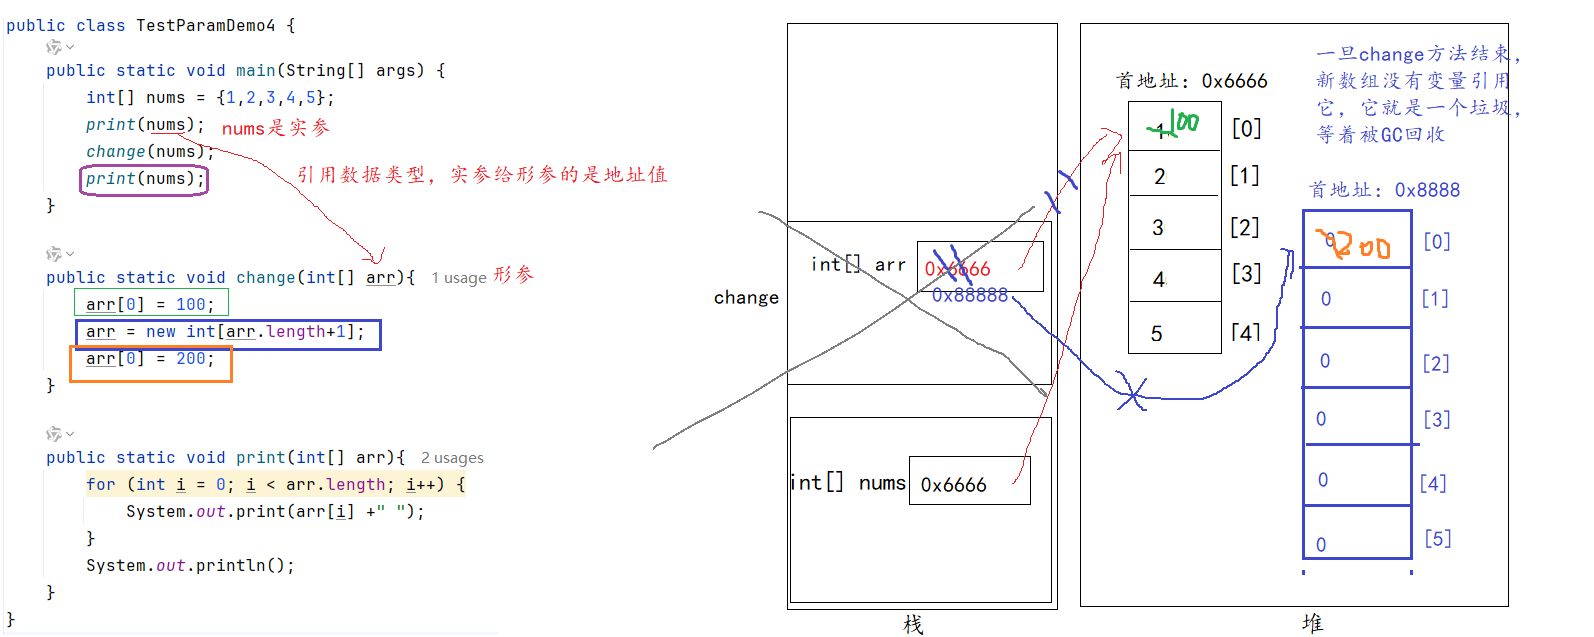 public class TestParamDemo4 {
public static void main(String[] args) {
int[] nums = {1,2,3,4,5};
print(nums); nums是实参
change(nums);
print(nums);
引用数据类型，实参给形参的是地址值
}
public static void change(int[] arr){ 1 usage 形参
arr[0] = 100;
arr = new int[arr.length+1];
arr[0] = 200;
}
public static void print(int[] arr){ 2 usages
for (int i = 0; i < arr.length; i++) {
System.out.print(arr[i] +" ");
}
System.out.println();
}
}
change
int[] arr 0x6666
0x88888
int[] nums 0x6666
栈
首地址：0x6666
1 100 [0]
2 [1]
3 [2]
4 [3]
5 [4]
一旦change方法结束，
新数组没有变量引用
它，它就是一个垃圾，
等着被GC回收
首地址：0x8888
0 200 [0]
0 [1]
0 [2]
0 [3]
0 [4]
0 [5]
堆